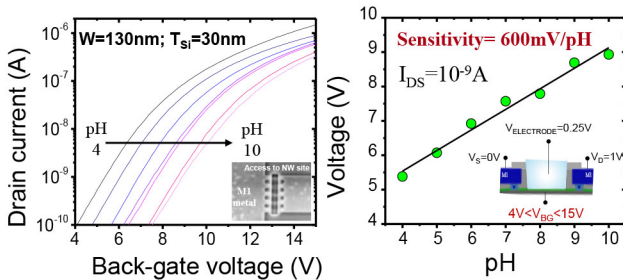 W=130nm; T_Si=30nm
pH
4
pH
10
Access to NW site
M1
metal
10^-6
10^-7
10^-8
10^-9
10^-10
Drain current (A)
4 6 8 10 12 14
Back-gate voltage (V)
Sensitivity= 600mV/pH
I_DS=10^-9A
V_ELECTRODE=0.25V
V_S=0V
V_D=1V
M1
M1
4V<V_BG<15V
10
9
8
7
6
5
4
Voltage (V)
4 5 6 7 8 9 10
pH